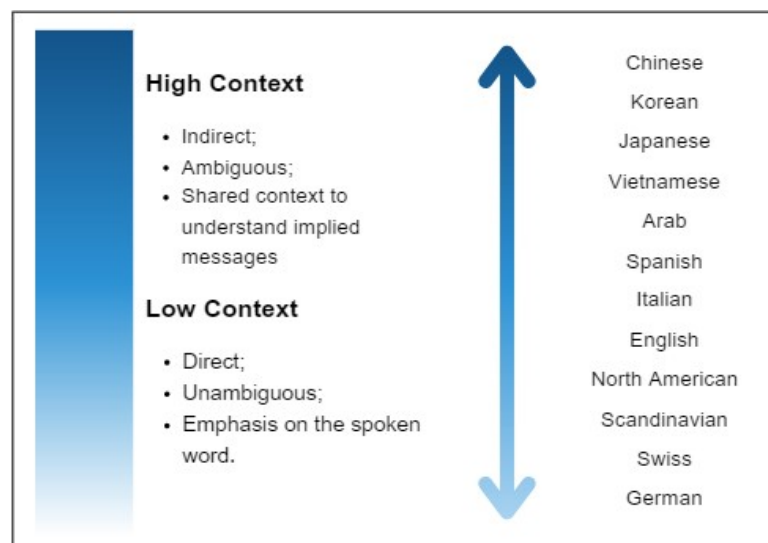 High Context
• Indirect;
• Ambiguous;
• Shared context to
understand implied
messages
Low Context
• Direct;
• Unambiguous;
• Emphasis on the spoken
word.
Chinese
Korean
Japanese
Vietnamese
Arab
Spanish
Italian
English
North American
Scandinavian
Swiss
German